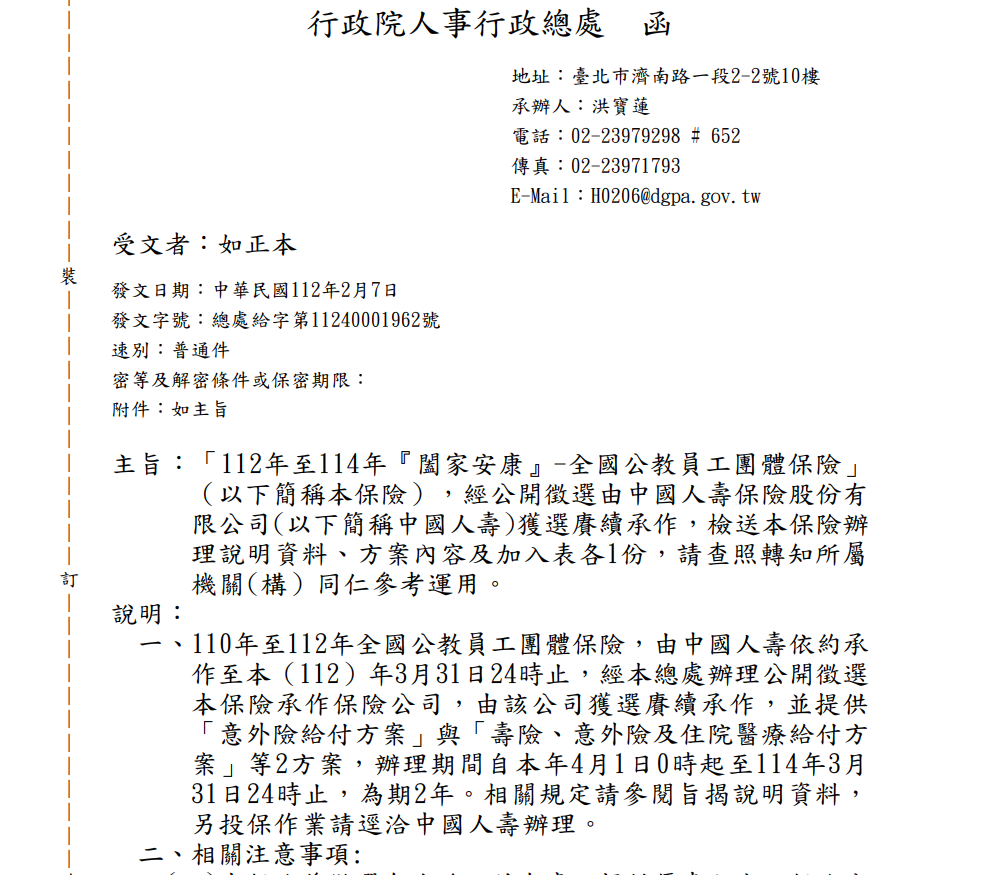 行政院人事行政總處　函
地址：臺北市濟南路一段2-2號10樓
承辦人：洪寶蓮
電話：02-23979298 # 652
傳真：02-23971793
E-Mail：H0206@dgpa.gov.tw
受文者：如正本
裝
發文日期：中華民國112年2月7日
發文字號：總處給字第11240001962號
速別：普通件
密等及解密條件或保密期限：
附件：如主旨
主旨：「112年至114年『闔家安康』-全國公教員工團體保險」
（以下簡稱本保險），經公開徵選由中國人壽保險股份有
限公司(以下簡稱中國人壽)獲選賡續承作，檢送本保險辦
理說明資料、方案內容及加入表各1份，請查照轉知所屬
機關(構）同仁參考運用。
訂
說明：
一、110年至112年全國公教員工團體保險，由中國人壽依約承
作至本（112）年3月31日24時止，經本總處辦理公開徵選
本保險承作保險公司，由該公司獲選賡續承作，並提供
「意外險給付方案」與「壽險、意外險及住院醫療給付方
案」等2方案，辦理期間自本年4月1日0時起至114年3月
31日24時止，為期2年。相關規定請參閱旨揭說明資料，
另投保作業請逕洽中國人壽辦理。
二、相關注意事項: